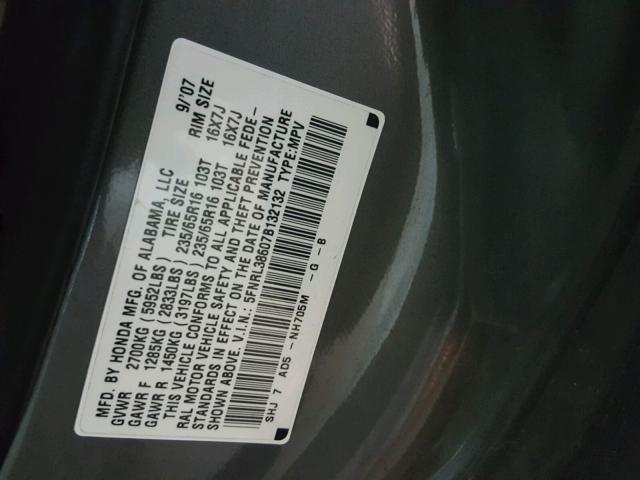 MFD. BY HONDA MFG. OF ALABAMA, LLC 9/'07
GVWR 2700KG (5952LBS) TIRE SIZE RIM SIZE
GAWR F 1285KG (2833LBS) 235/65R16 103T 16X7J
GAWR R 1450KG (3197LBS) 235/65R16 103T 16X7J
THIS VEHICLE CONFORMS TO ALL APPLICABLE FEDE-
RAL MOTOR VEHICLE SAFETY AND THEFT PREVENTION
STANDARDS IN EFFECT ON THE DATE OF MANUFACTURE
SHOWN ABOVE. V.I.N.: 5FNRL38607B132132 TYPE:MPV
SHJ 7 AD5 - NH705M - G - B